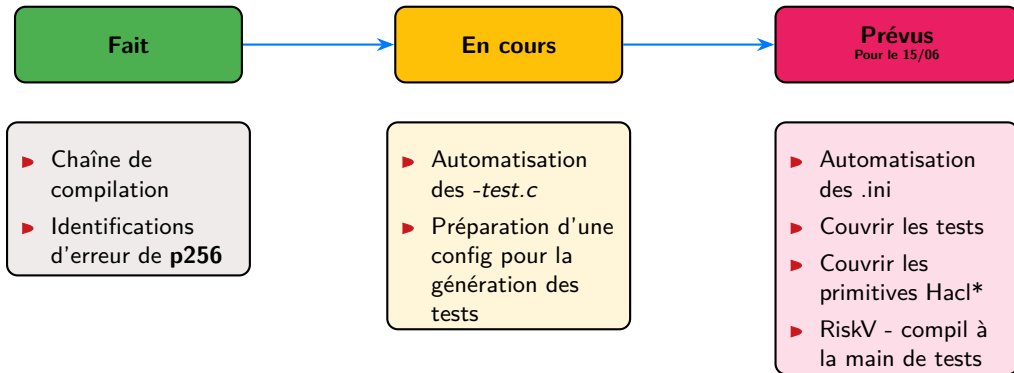 Fait
En cours
Prévus
Pour le 15/06
Chaîne de
compilation
Identifications
d'erreur de p256
Automatisation
des -test.c
Préparation d'une
config pour la
génération des
tests
Automatisation
des .ini
Couvrir les tests
Couvrir les
primitives Hacl*
RiskV - compil à
la main de tests